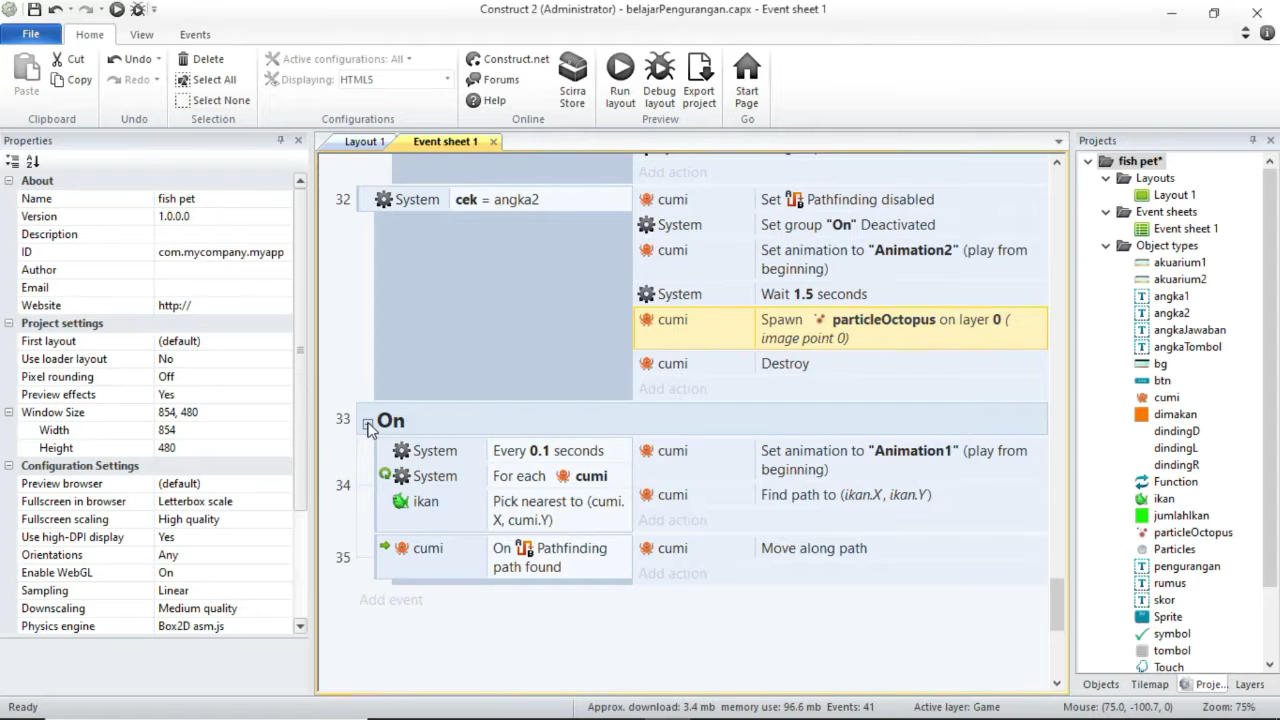 Construct 2 (Administrator) - belajarPengurangan.capx - Event sheet 1
File
Home
View
Events
Paste
Cut
Copy
Clipboard
Undo
Redo
Undo
Delete
Select All
Select None
Selection
Active configurations: All
Displaying: HTML5
Configurations
Construct.net
Forums
Help
Scirra
Store
Online
Run
layout
Debug
layout
Export
project
Preview
Start
Page
Go
Properties
About
Name fish pet
Version 1.0.0.0
Description
ID com.mycompany.myapp
Author
Email
Website http://
Project settings
First layout (default)
Use loader layout No
Pixel rounding Off
Preview effects Yes
Window Size 854, 480
Width 854
Height 480
Configuration Settings
Preview browser (default)
Fullscreen in browser Letterbox scale
Fullscreen scaling High quality
Use high-DPI display Yes
Orientations Any
Enable WebGL On
Sampling Linear
Downscaling Medium quality
Physics engine Box2D asm.js
Layout 1
Event sheet 1
Add action
32 System cek = angka2
cumi Set Pathfinding disabled
System Set group "On" Deactivated
cumi Set animation to "Animation2" (play from
beginning)
System Wait 1.5 seconds
cumi Spawn particleOctopus on layer 0 (
image point 0)
cumi Destroy
Add action
33 On
34
System Every 0.1 seconds
System For each cumi
ikan Pick nearest to (cumi.
X, cumi.Y)
cumi Set animation to "Animation1" (play from
beginning)
cumi Find path to (ikan.X, ikan.Y)
Add action
35 cumi On Pathfinding
path found
cumi Move along path
Add action
Add event
Projects
fish pet*
Layouts
Layout 1
Event sheets
Event sheet 1
Object types
akuarium1
akuarium2
angka1
angka2
angkaJawaban
angkaTombol
bg
btn
cumi
dimakan
dindingD
dindingL
dindingR
Function
ikan
jumlahIkan
particleOctopus
Particles
pengurangan
rumus
skor
Sprite
symbol
tombol
Touch
Objects
Tilemap
Proje...
Layers
Ready
Approx. download: 3.4 mb memory use: 96.6 mb Events: 41
Active layer: Game
Mouse: (75.0, -100.7, 0)
Zoom: 75%